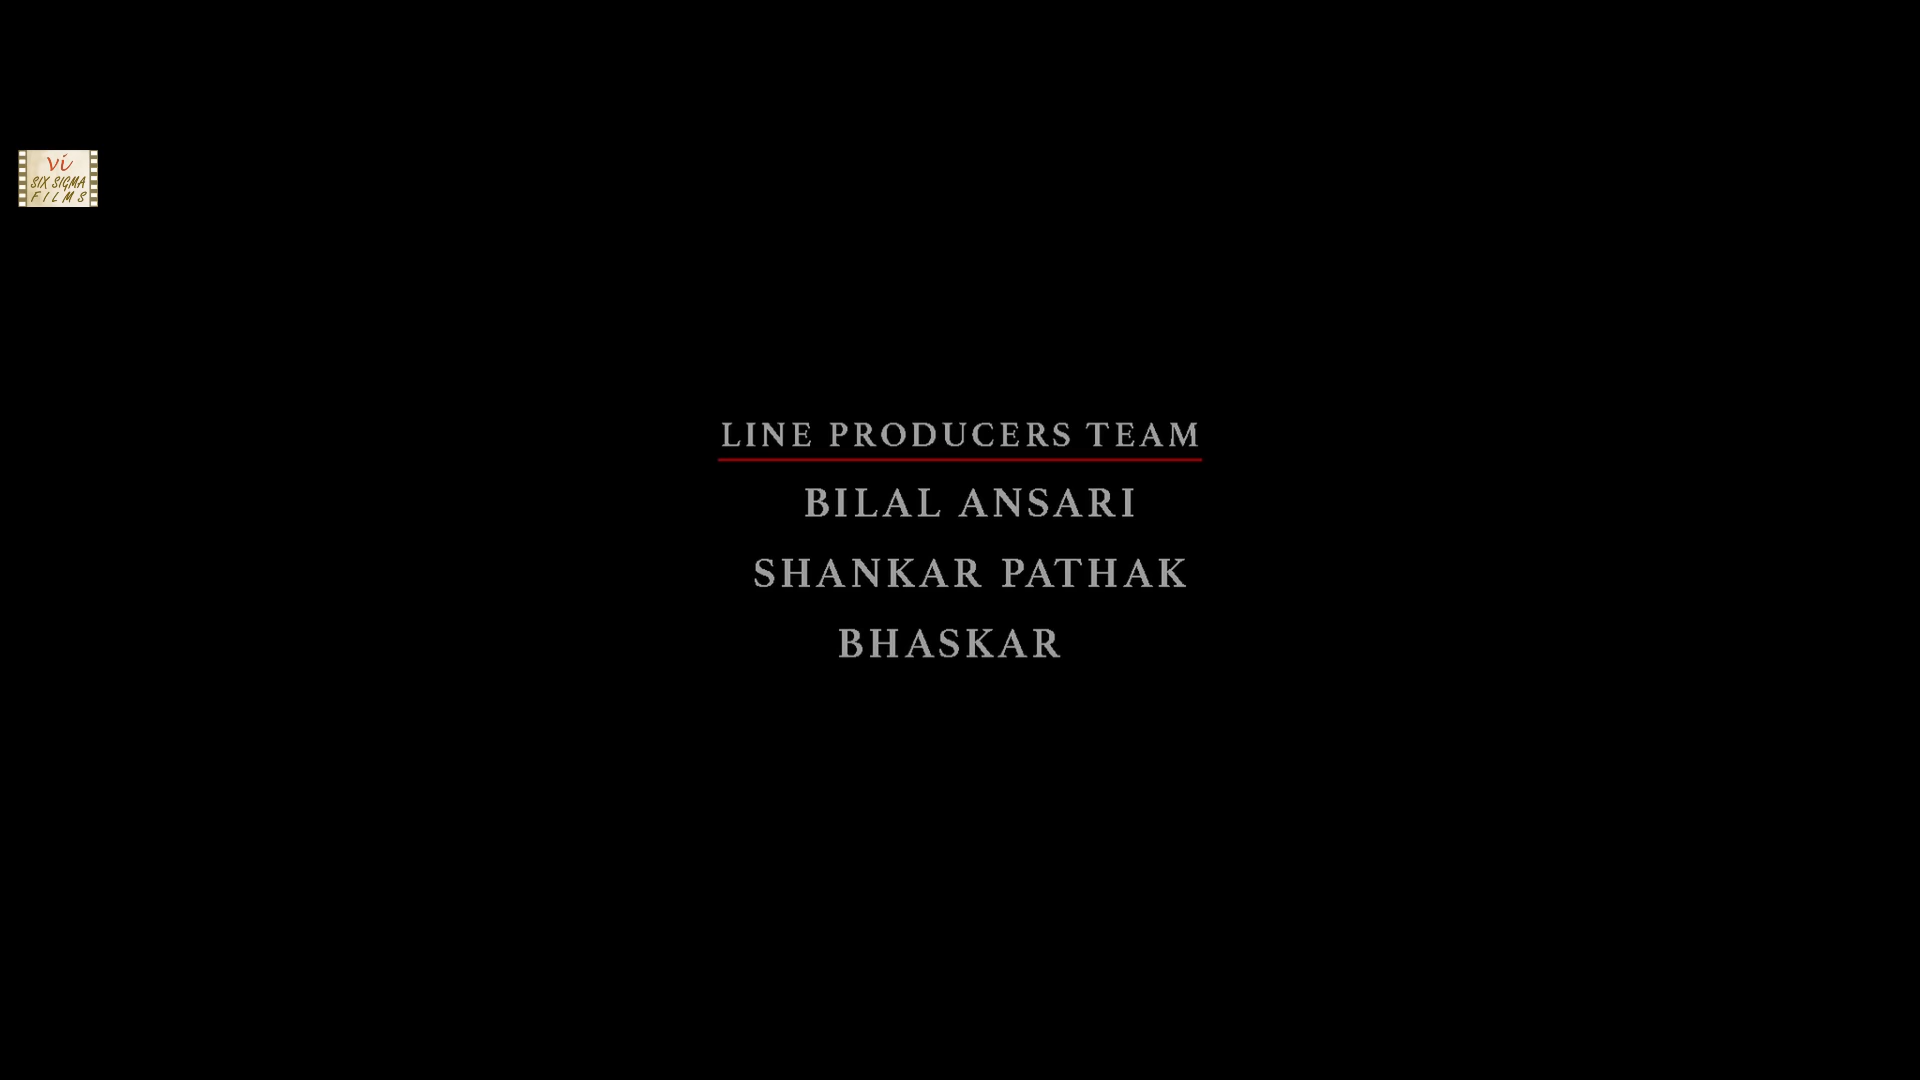 vi
SIX SIGMA
FILMS
LINE PRODUCERS TEAM
BILAL ANSARI
SHANKAR PATHAK
BHASKAR